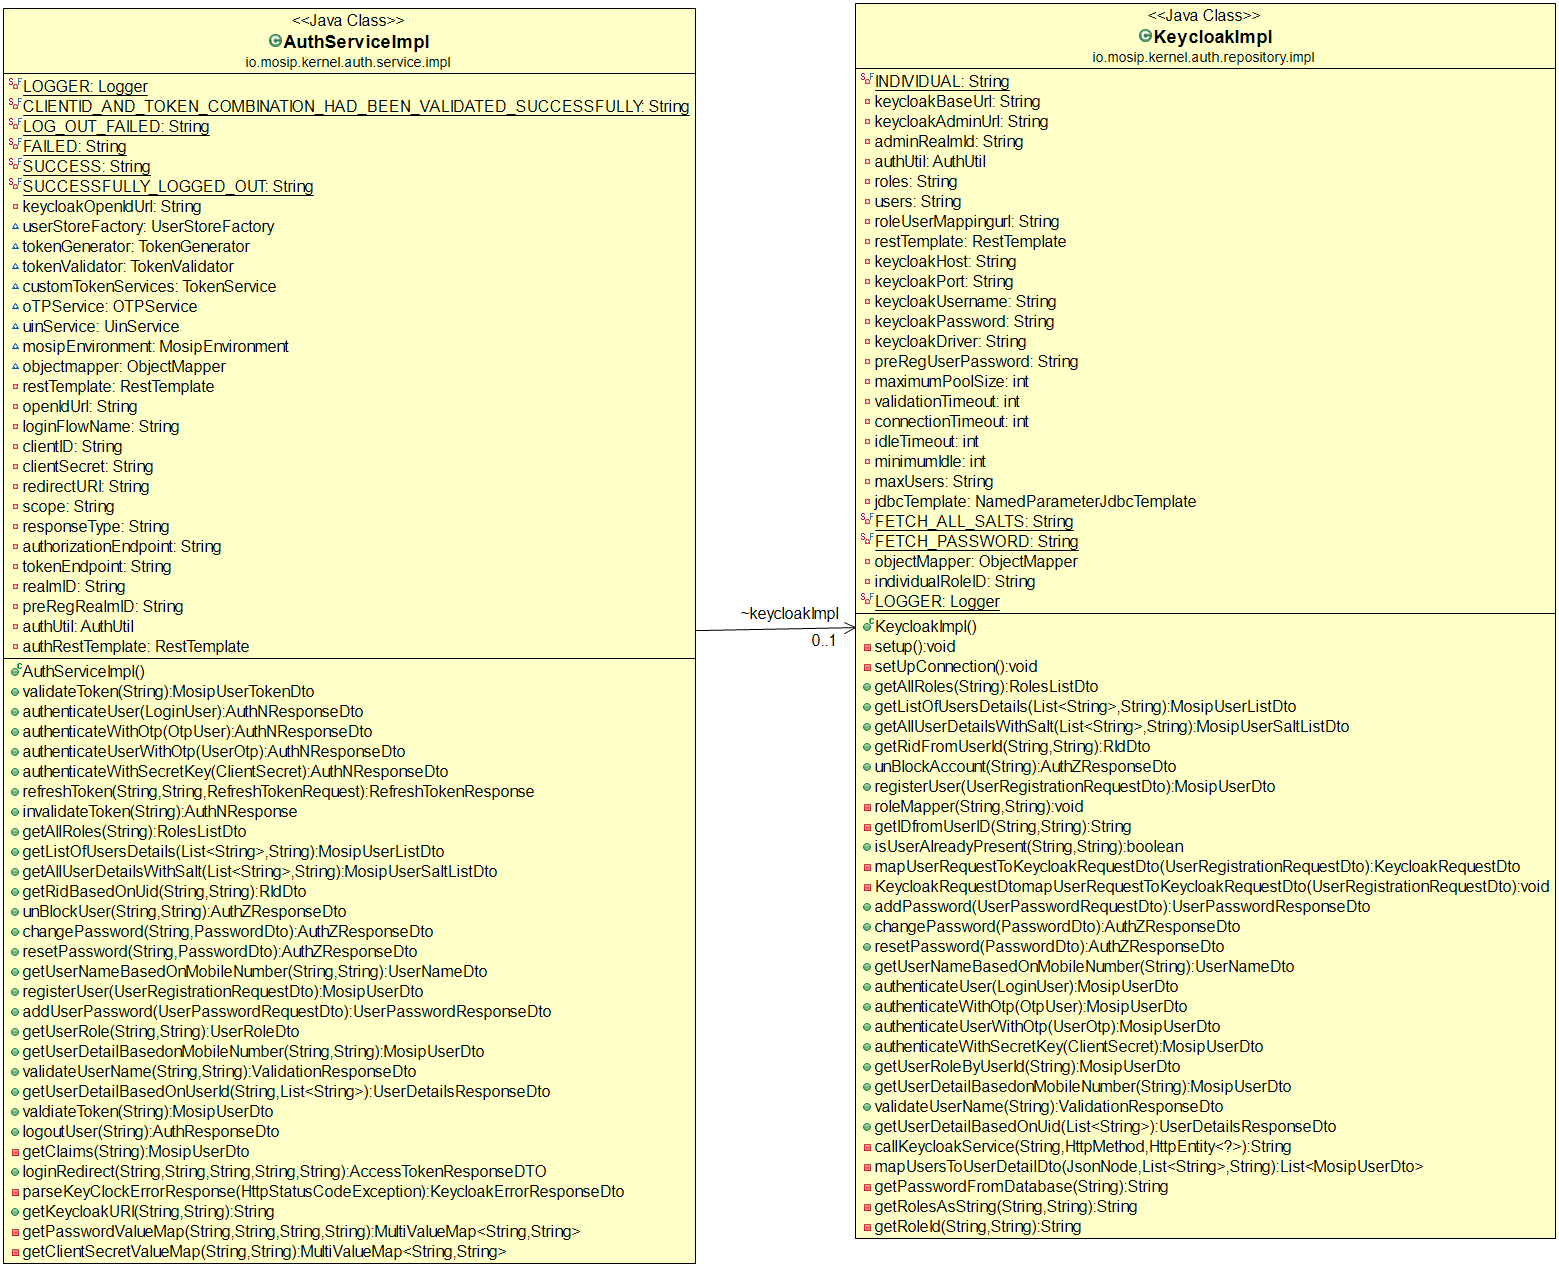 <<Java Class>>
AuthServiceImpl
io.mosip.kernel.auth.service.impl
LOGGER: Logger
CLIENTID_AND_TOKEN_COMBINATION_HAD_BEEN_VALIDATED_SUCCESSFULLY: String
LOG_OUT_FAILED: String
FAILED: String
SUCCESS: String
SUCCESSFULLY_LOGGED_OUT: String
keycloakOpenIdUrl: String
userStoreFactory: UserStoreFactory
tokenGenerator: TokenGenerator
tokenValidator: TokenValidator
customTokenServices: TokenService
oTPService: OTPService
uinService: UinService
mosipEnvironment: MosipEnvironment
objectmapper: ObjectMapper
restTemplate: RestTemplate
openIdUrl: String
loginFlowName: String
clientID: String
clientSecret: String
redirectURI: String
scope: String
responseType: String
authorizationEndpoint: String
tokenEndpoint: String
realmID: String
preRegRealmID: String
authUtil: AuthUtil
authRestTemplate: RestTemplate
AuthServiceImpl()
validateToken(String):MosipUserTokenDto
authenticateUser(LoginUser):AuthNResponseDto
authenticateWithOtp(OtpUser):AuthNResponseDto
authenticateUserWithOtp(UserOtp):AuthNResponseDto
authenticateWithSecretKey(ClientSecret):AuthNResponseDto
refreshToken(String,String,RefreshTokenRequest):RefreshTokenResponse
invalidateToken(String):AuthNResponse
getAllRoles(String):RolesListDto
getListOfUsersDetails(List<String>,String):MosipUserListDto
getAllUserDetailsWithSalt(List<String>,String):MosipUserSaltListDto
getRidBasedOnUid(String,String):RIdDto
unBlockUser(String,String):AuthZResponseDto
changePassword(String,PasswordDto):AuthZResponseDto
resetPassword(String,PasswordDto):AuthZResponseDto
getUserNameBasedOnMobileNumber(String,String):UserNameDto
registerUser(UserRegistrationRequestDto):MosipUserDto
addUserPassword(UserPasswordRequestDto):UserPasswordResponseDto
getUserRole(String,String):UserRoleDto
getUserDetailBasedonMobileNumber(String,String):MosipUserDto
validateUserName(String,String):ValidationResponseDto
getUserDetailBasedOnUserId(String,List<String>):UserDetailsResponseDto
valdiateToken(String):MosipUserDto
logoutUser(String):AuthResponseDto
getClaims(String):MosipUserDto
loginRedirect(String,String,String,String,String):AccessTokenResponseDTO
parseKeyClockErrorResponse(HttpStatusCodeException):KeycloakErrorResponseDto
getKeycloakURI(String,String):String
getPasswordValueMap(String,String,String,String):MultiValueMap<String,String>
getClientSecretValueMap(String,String):MultiValueMap<String,String>
~keycloakImpl
0..1
<<Java Class>>
KeycloakImpl
io.mosip.kernel.auth.repository.impl
INDIVIDUAL: String
keycloakBaseUrl: String
keycloakAdminUrl: String
adminRealmId: String
authUtil: AuthUtil
roles: String
users: String
roleUserMappingurl: String
restTemplate: RestTemplate
keycloakHost: String
keycloakPort: String
keycloakUsername: String
keycloakPassword: String
keycloakDriver: String
preRegUserPassword: String
maximumPoolSize: int
validationTimeout: int
connectionTimeout: int
idleTimeout: int
minimumIdle: int
maxUsers: String
jdbcTemplate: NamedParameterJdbcTemplate
FETCH_ALL_SALTS: String
FETCH_PASSWORD: String
objectMapper: ObjectMapper
individualRoleID: String
LOGGER: Logger
KeycloakImpl()
setup():void
setUpConnection():void
getAllRoles(String):RolesListDto
getListOfUsersDetails(List<String>,String):MosipUserListDto
getAllUserDetailsWithSalt(List<String>,String):MosipUserSaltListDto
getRidFromUserId(String,String):RIdDto
unBlockAccount(String):AuthZResponseDto
registerUser(UserRegistrationRequestDto):MosipUserDto
roleMapper(String,String):void
getIDfromUserID(String,String):String
isUserAlreadyPresent(String,String):boolean
mapUserRequestToKeycloakRequestDto(UserRegistrationRequestDto):KeycloakRequestDto
KeycloakRequestDtomapUserRequestToKeycloakRequestDto(UserRegistrationRequestDto):void
addPassword(UserPasswordRequestDto):UserPasswordResponseDto
changePassword(PasswordDto):AuthZResponseDto
resetPassword(PasswordDto):AuthZResponseDto
getUserNameBasedOnMobileNumber(String):UserNameDto
authenticateUser(LoginUser):MosipUserDto
authenticateWithOtp(OtpUser):MosipUserDto
authenticateUserWithOtp(UserOtp):MosipUserDto
authenticateWithSecretKey(ClientSecret):MosipUserDto
getUserRoleByUserId(String):MosipUserDto
getUserDetailBasedonMobileNumber(String):MosipUserDto
validateUserName(String):ValidationResponseDto
getUserDetailBasedOnUid(List<String>):UserDetailsResponseDto
callKeycloakService(String,HttpMethod,HttpEntity<?>):String
mapUsersToUserDetailDto(JsonNode,List<String>,String):List<MosipUserDto>
getPasswordFromDatabase(String):String
getRolesAsString(String,String):String
getRoleId(String,String):String